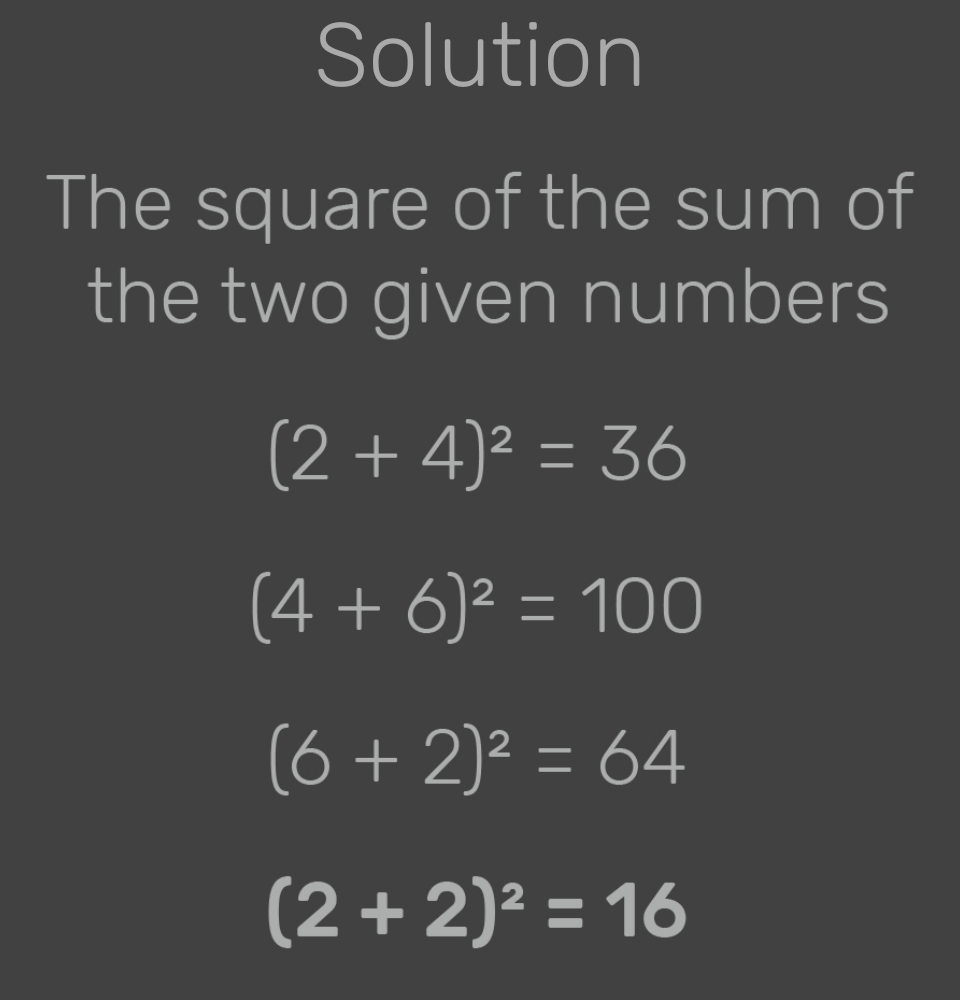 Solution
The square of the sum of
the two given numbers
(2 + 4)² = 36
(4 + 6)² = 100
(6 + 2)² = 64
(2 + 2)² = 16